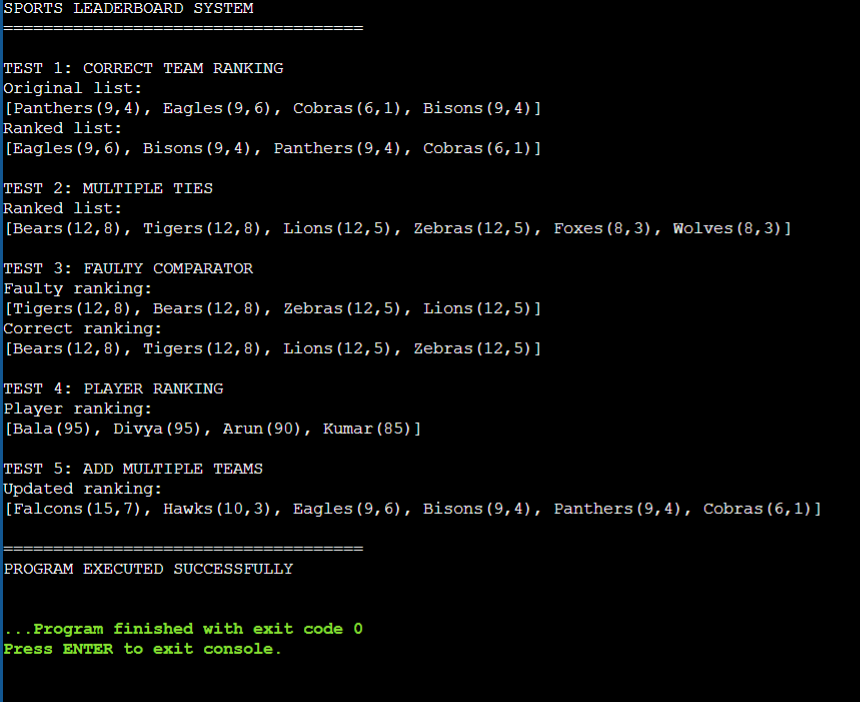 SPORTS LEADERBOARD SYSTEM
====================================
TEST 1: CORRECT TEAM RANKING
Original list:
[Panthers(9,4), Eagles(9,6), Cobras(6,1), Bisons(9,4)]
Ranked list:
[Eagles(9,6), Bisons(9,4), Panthers(9,4), Cobras(6,1)]
TEST 2: MULTIPLE TIES
Ranked list:
[Bears(12,8), Tigers(12,8), Lions(12,5), Zebras(12,5), Foxes(8,3), Wolves(8,3)]
TEST 3: FAULTY COMPARATOR
Faulty ranking:
[Tigers(12,8), Bears(12,8), Zebras(12,5), Lions(12,5)]
Correct ranking:
[Bears(12,8), Tigers(12,8), Lions(12,5), Zebras(12,5)]
TEST 4: PLAYER RANKING
Player ranking:
[Bala(95), Divya(95), Arun(90), Kumar(85)]
TEST 5: ADD MULTIPLE TEAMS
Updated ranking:
[Falcons(15,7), Hawks(10,3), Eagles(9,6), Bisons(9,4), Panthers(9,4), Cobras(6,1)]
====================================
PROGRAM EXECUTED SUCCESSFULLY
...Program finished with exit code 0
Press ENTER to exit console.